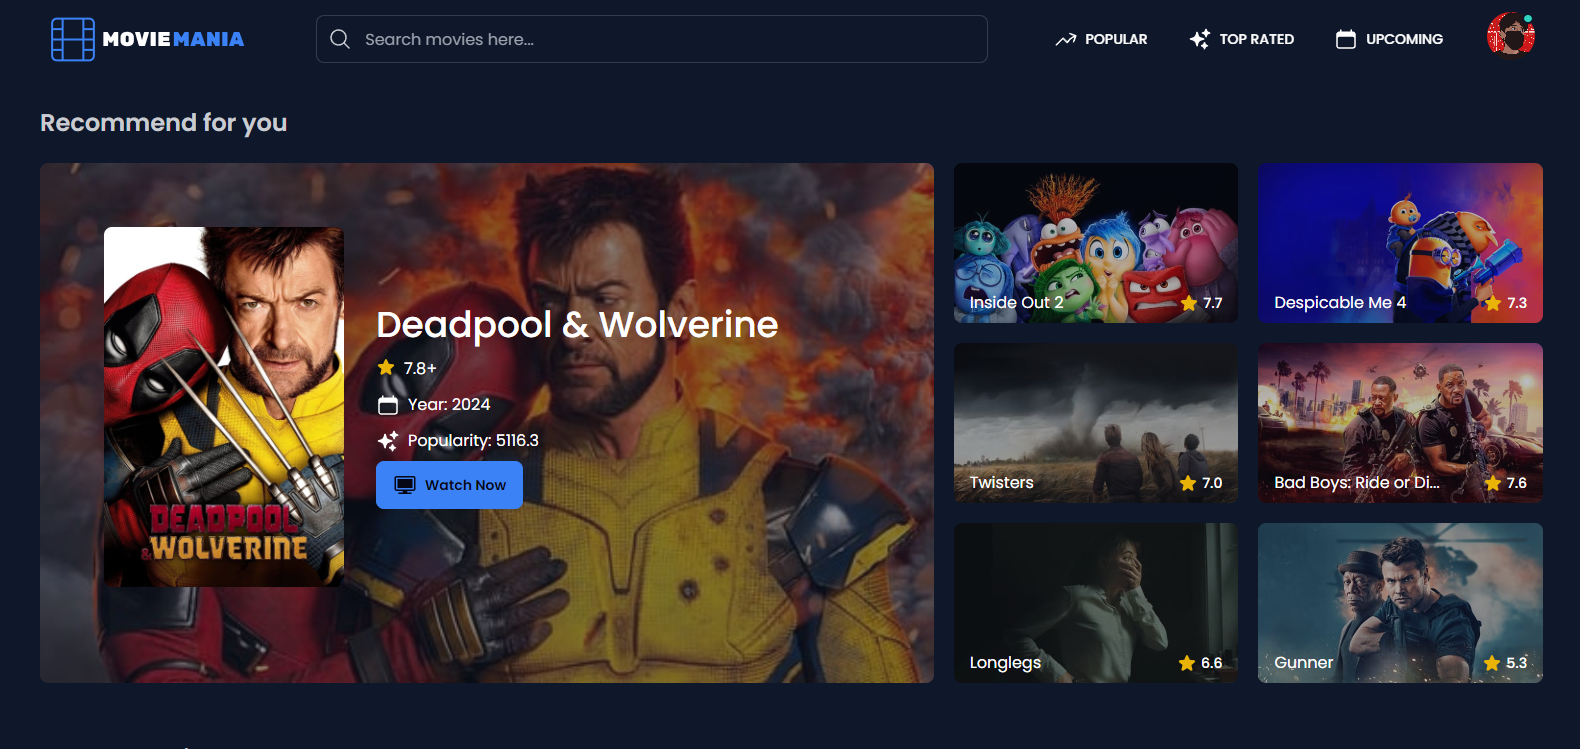 MOVIEMANIA
Search movies here...
POPULAR
TOP RATED
UPCOMING
Recommend for you
Deadpool & Wolverine
7.8+
Year: 2024
Popularity: 5116.3
Watch Now
DEADPOOL
&WOLVERINE
Inside Out 2
7.7
Despicable Me 4
7.3
Twisters
7.0
Bad Boys: Ride or Di...
7.6
Longlegs
6.6
Gunner
5.3